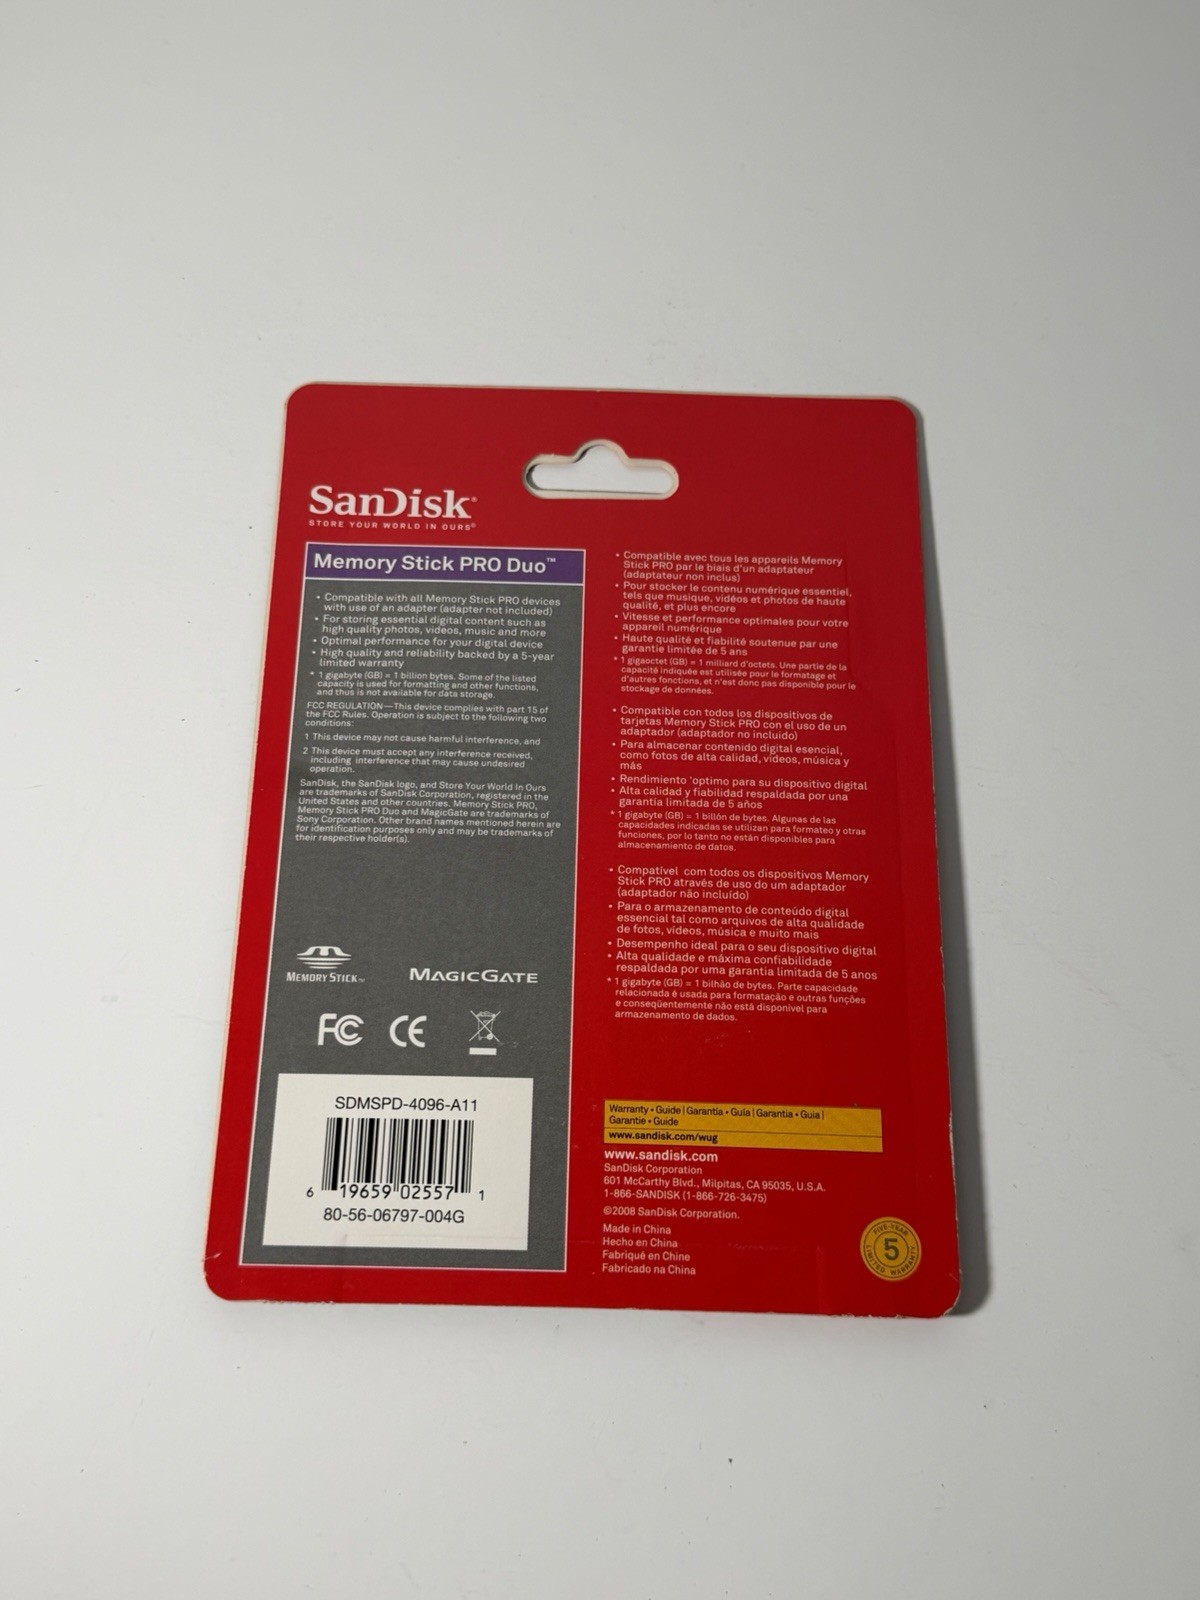 SanDisk®
STORE YOUR WORLD IN OURS®
Memory Stick PRO Duo™
• Compatible with all Memory Stick PRO devices
with use of an adapter (adapter not included)
• For storing essential digital content such as
high quality photos, videos, music and more
• Optimal performance for your digital device
• High quality and reliability backed by a 5-year
limited warranty
* 1 gigabyte (GB) = 1 billion bytes. Some of the listed
capacity is used for formatting and other functions,
and thus is not available for data storage.
FCC REGULATION—This device complies with part 15 of
the FCC Rules. Operation is subject to the following two
conditions:
1 This device may not cause harmful interference, and
2 This device must accept any interference received,
including interference that may cause undesired
operation.
SanDisk, the SanDisk logo, and Store Your World In Ours
are trademarks of SanDisk Corporation, registered in the
United States and other countries. Memory Stick PRO,
Memory Stick PRO Duo and MagicGate are trademarks of
Sony Corporation. Other brand names mentioned herein are
for identification purposes only and may be trademarks of
their respective holder(s).
MEMORY STICK™
MAGICGATE
FC CE
SDMSPD-4096-A11
6 19659 02557 1
80-56-06797-004G
• Compatible avec tous les appareils Memory
Stick PRO par le biais d'un adaptateur
(adaptateur non inclus)
• Pour stocker le contenu numérique essentiel,
tels que musique, vidéos et photos de haute
qualité, et plus encore
• Vitesse et performance optimales pour votre
appareil numérique
• Haute qualité et fiabilité soutenue par une
garantie limitée de 5 ans
* 1 gigaoctet (GB) = 1 milliard d'octets. Une partie de la
capacité indiquée est utilisée pour le formatage et
d'autres fonctions, et n'est donc pas disponible pour le
stockage de données.
• Compatible con todos los dispositivos de
tarjetas Memory Stick PRO con el uso de un
adaptador (adaptador no incluido)
• Para almacenar contenido digital esencial,
como fotos de alta calidad, videos, música y
más
• Rendimiento 'optimo para su dispositivo digital
• Alta calidad y fiabilidad respaldada por una
garantía limitada de 5 años
* 1 gigabyte (GB) = 1 billón de bytes. Algunas de las
capacidades indicadas se utilizan para formateo y otras
funciones, por lo tanto no están disponibles para
almacenamiento de datos.
• Compatível com todos os dispositivos Memory
Stick PRO através de uso do um adaptador
(adaptador não incluído)
• Para o armazenamento de conteúdo digital
essencial tal como arquivos de alta qualidade
de fotos, vídeos, música e muito mais
• Desempenho ideal para o seu dispositivo digital
• Alta qualidade e máxima confiabilidade
respaldada por uma garantia limitada de 5 anos
* 1 gigabyte (GB) = 1 bilhão de bytes. Parte capacidade
relacionada é usada para formatação e outras funções
e conseqüentemente não está disponível para
armazenamento de dados.
Warranty • Guide | Garantía • Guía | Garantia • Guia |
Garantie • Guide
www.sandisk.com/wug
www.sandisk.com
SanDisk Corporation
601 McCarthy Blvd., Milpitas, CA 95035, U.S.A.
1-866-SANDISK (1-866-726-3475)
©2008 SanDisk Corporation.
Made in China
Hecho en China
Fabriqué en Chine
Fabricado na China
FIVE-YEAR
5
LIMITED WARRANTY